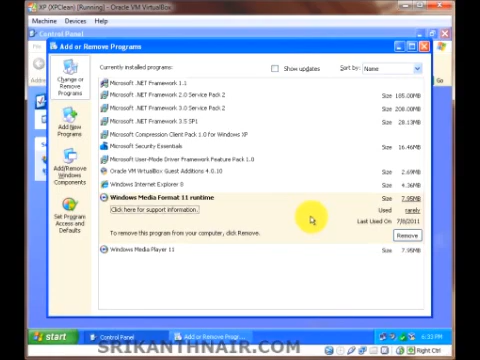 XP (XPClean) [Running] - Oracle VM VirtualBox
Machine Devices Help
Control Panel
Add or Remove Programs
Change or Remove Programs
Currently installed programs:
Show updates
Sort by: Name
Microsoft .NET Framework 1.1
Microsoft .NET Framework 2.0 Service Pack 2 Size 185.00MB
Microsoft .NET Framework 3.0 Service Pack 2 Size 208.00MB
Microsoft .NET Framework 3.5 SP1 Size 28.13MB
Microsoft Compression Client Pack 1.0 for Windows XP
Microsoft Security Essentials Size 16.46MB
Microsoft User-Mode Driver Framework Feature Pack 1.0
Oracle VM VirtualBox Guest Additions 4.0.10 Size 2.69MB
Windows Internet Explorer 8 Size 4.36MB
Windows Media Format 11 runtime Size 7.95MB
Click here for support information. Used rarely
Last Used On 7/8/2011
To remove this program from your computer, click Remove. Remove
Windows Media Player 11 Size 7.95MB
Add New Programs
Add/Remove Windows Components
Set Program Access and Defaults
start
Control Panel
Add or Remove Progr...
6:33 PM
SRIKANTHNAIR.COM
Right Ctrl